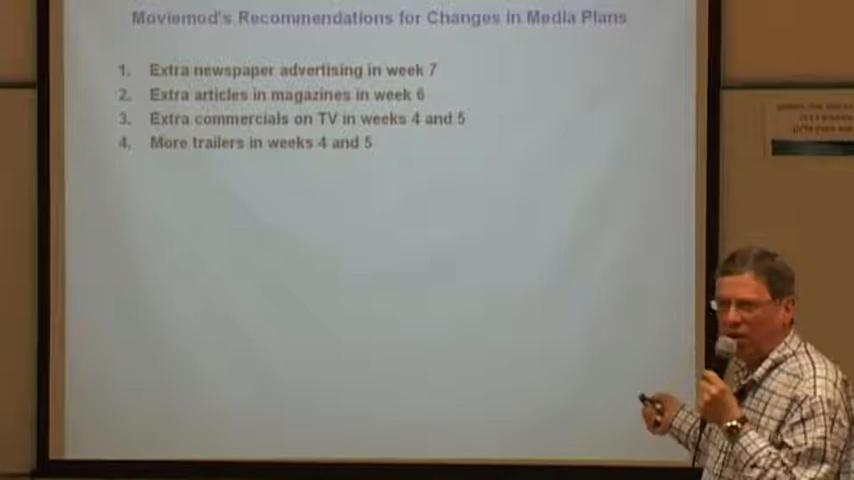 Moviemod's Recommendations for Changes in Media Plans
1. Extra newspaper advertising in week 7
2. Extra articles in magazines in week 6
3. Extra commercials on TV in weeks 4 and 5
4. More trailers in weeks 4 and 5